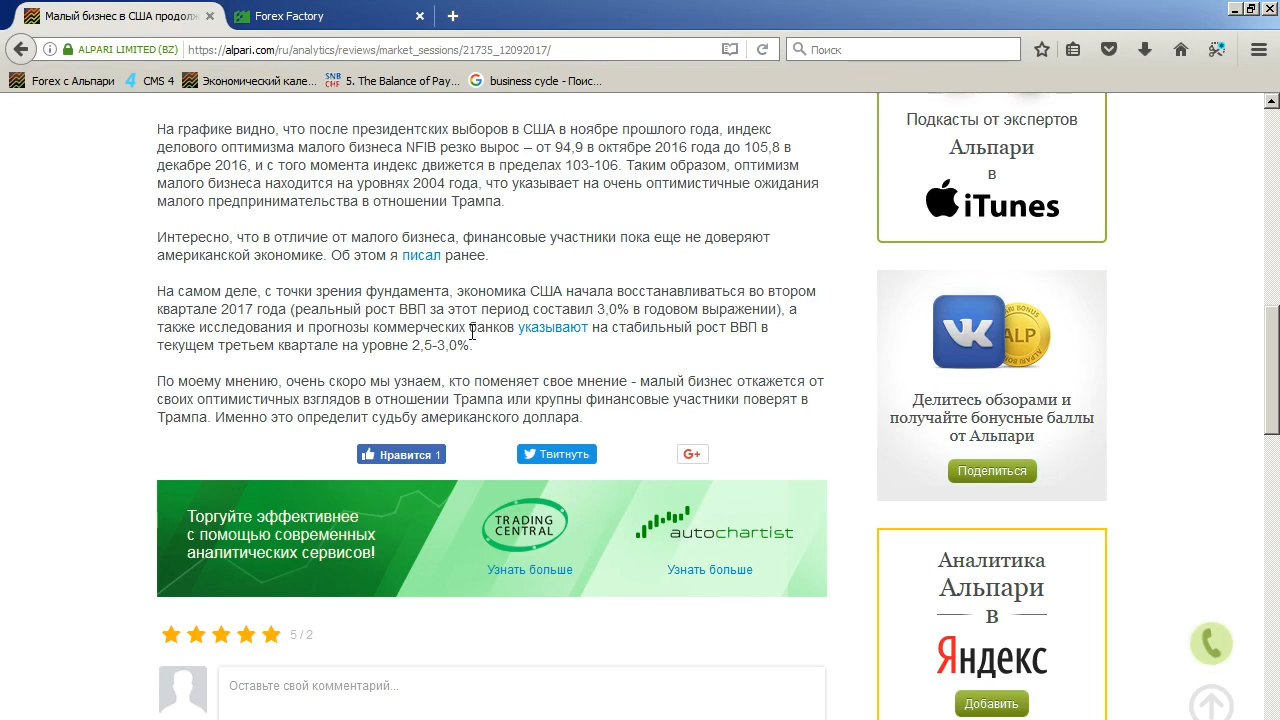 Малый бизнес в США продолж
Forex Factory
ALPARI LIMITED (BZ)
https://alpari.com/ru/analytics/reviews/market_sessions/21735_12092017/
Поиск
Forex с Альпари
CMS 4
Экономический кале...
SNB CHF
5. The Balance of Pay...
business cycle - Поис...
На графике видно, что после президентских выборов в США в ноябре прошлого года, индекс
делового оптимизма малого бизнеса NFIB резко вырос – от 94,9 в октябре 2016 года до 105,8 в
декабре 2016, и с того момента индекс движется в пределах 103-106. Таким образом, оптимизм
малого бизнеса находится на уровнях 2004 года, что указывает на очень оптимистичные ожидания
малого предпринимательства в отношении Трампа.
Интересно, что в отличие от малого бизнеса, финансовые участники пока еще не доверяют
американской экономике. Об этом я писал ранее.
На самом деле, с точки зрения фундамента, экономика США начала восстанавливаться во втором
квартале 2017 года (реальный рост ВВП за этот период составил 3,0% в годовом выражении), а
также исследования и прогнозы коммерческих банков указывают на стабильный рост ВВП в
текущем третьем квартале на уровне 2,5-3,0%.
По моему мнению, очень скоро мы узнаем, кто поменяет свое мнение - малый бизнес откажется от
своих оптимистичных взглядов в отношении Трампа или крупны финансовые участники поверят в
Трампа. Именно это определит судьбу американского доллара.
Нравится 1
Твитнуть
G+
Торгуйте эффективнее
с помощью современных
аналитических сервисов!
TRADING
CENTRAL
Узнать больше
autochartist
Узнать больше
5 / 2
Оставьте свой комментарий...
Подкасты от экспертов
Альпари
в
iTunes
ALPARI BONUS
ALP
Делитесь обзорами и
получайте бонусные баллы
от Альпари
Поделиться
Аналитика
Альпари
в
Яндекс
Добавить